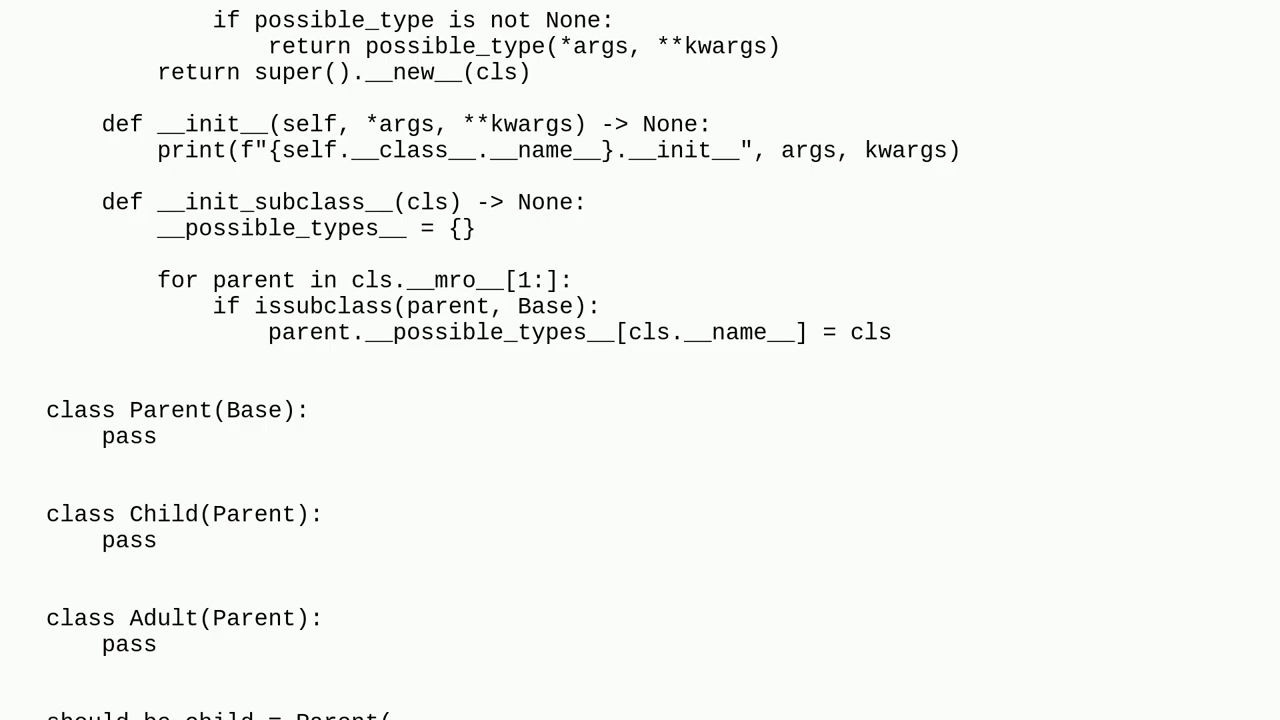 if possible_type is not None:
return possible_type(*args, **kwargs)
return super().__new__(cls)
def __init__(self, *args, **kwargs) -> None:
print(f"{self.__class__.__name__}.__init__", args, kwargs)
def __init_subclass__(cls) -> None:
__possible_types__ = {}
for parent in cls.__mro__[1:]:
if issubclass(parent, Base):
parent.__possible_types__[cls.__name__] = cls
class Parent(Base):
pass
class Child(Parent):
pass
class Adult(Parent):
pass
should_be_child = Parent(